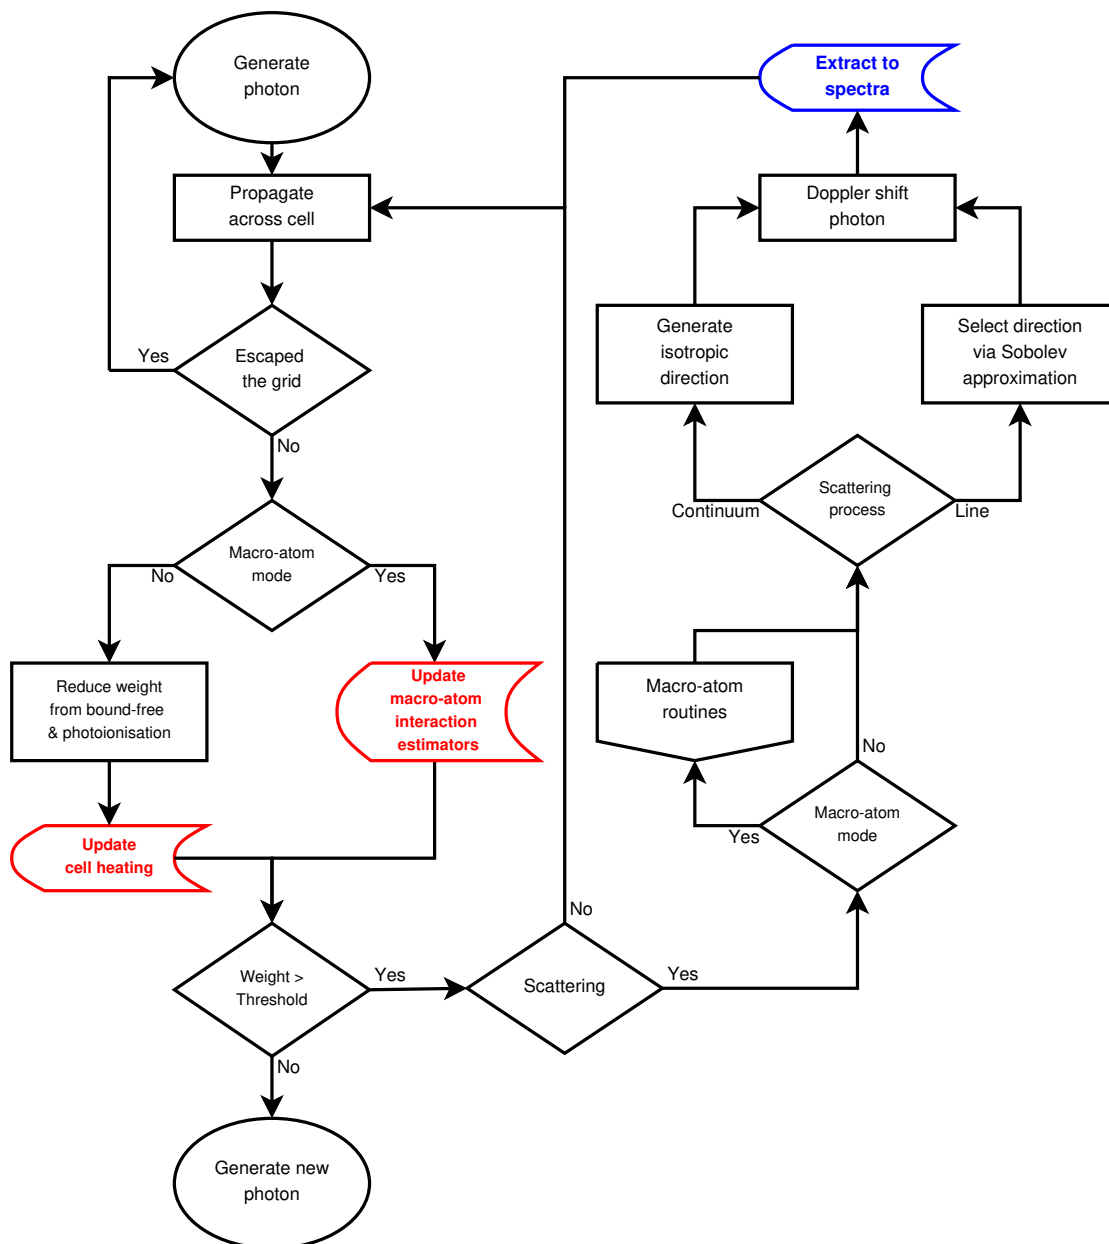 Generate
photon
Extract to
spectra
Propagate
across cell
Doppler shift
photon
Yes
Escaped
the grid
Generate
isotropic
direction
Select direction
via Sobolev
approximation
No
Scattering
process
Continuum
Line
Macro-atom
mode
No
Yes
Reduce weight
from bound-free
& photoionisation
Update
macro-atom
interaction
estimators
Macro-atom
routines
No
Update
cell heating
Yes
Macro-atom
mode
No
Weight >
Threshold
Yes
Scattering
Yes
No
Generate new
photon